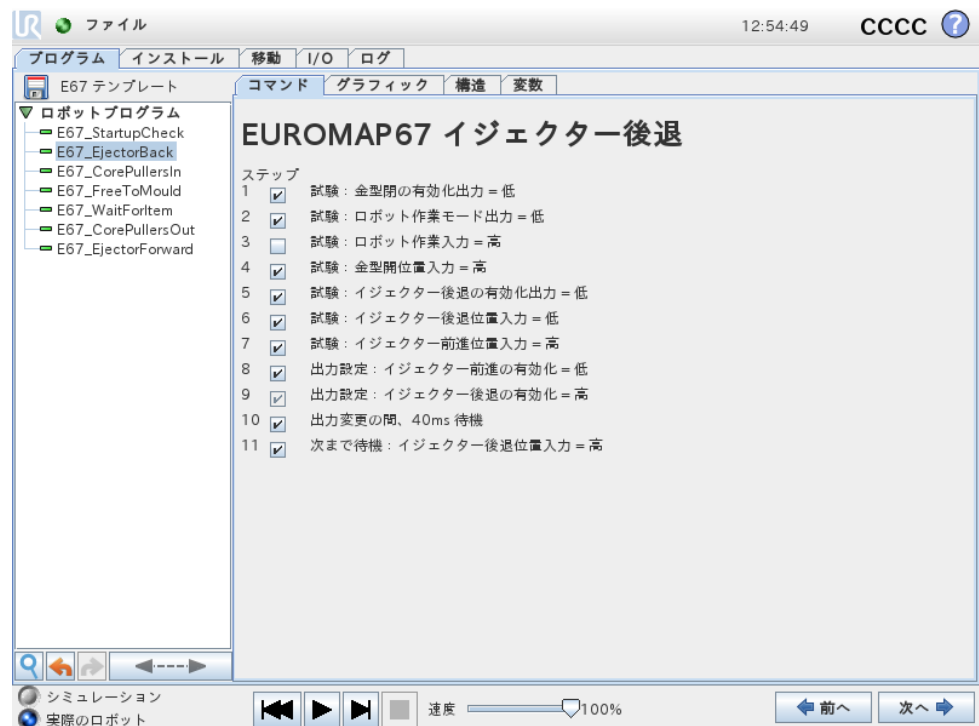 UR ファイル 12:54:49 CCCC ?
プログラム インストール 移動 I/O ログ
E67 テンプレート
コマンド グラフィック 構造 変数
ロボットプログラム
E67_StartupCheck
E67_EjectorBack
E67_CorePullersIn
E67_FreeToMould
E67_WaitForItem
E67_CorePullersOut
E67_EjectorForward
EUROMAP67 イジェクター後退
ステップ
1 試験：金型閉の有効化出力 = 低
2 試験：ロボット作業モード出力 = 低
3 試験：ロボット作業入力 = 高
4 試験：金型開位置入力 = 高
5 試験：イジェクター後退の有効化出力 = 低
6 試験：イジェクター後退位置入力 = 低
7 試験：イジェクター前進位置入力 = 高
8 出力設定：イジェクター前進の有効化 = 低
9 出力設定：イジェクター後退の有効化 = 高
10 出力変更の間、40ms 待機
11 次まで待機：イジェクター後退位置入力 = 高
シミュレーション
実際のロボット
速度 100%
前へ 次へ